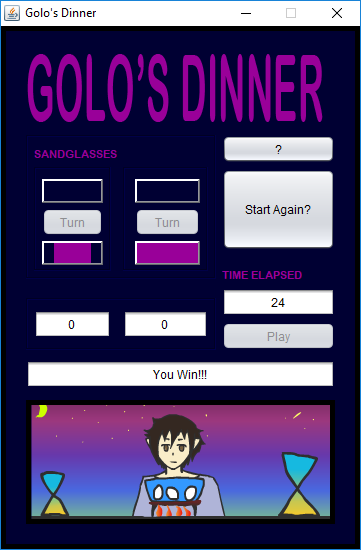 Golo's Dinner
GOLO'S DINNER
SANDGLASSES
?
Turn
Turn
Start Again?
TIME ELAPSED
24
0
0
Play
You Win!!!